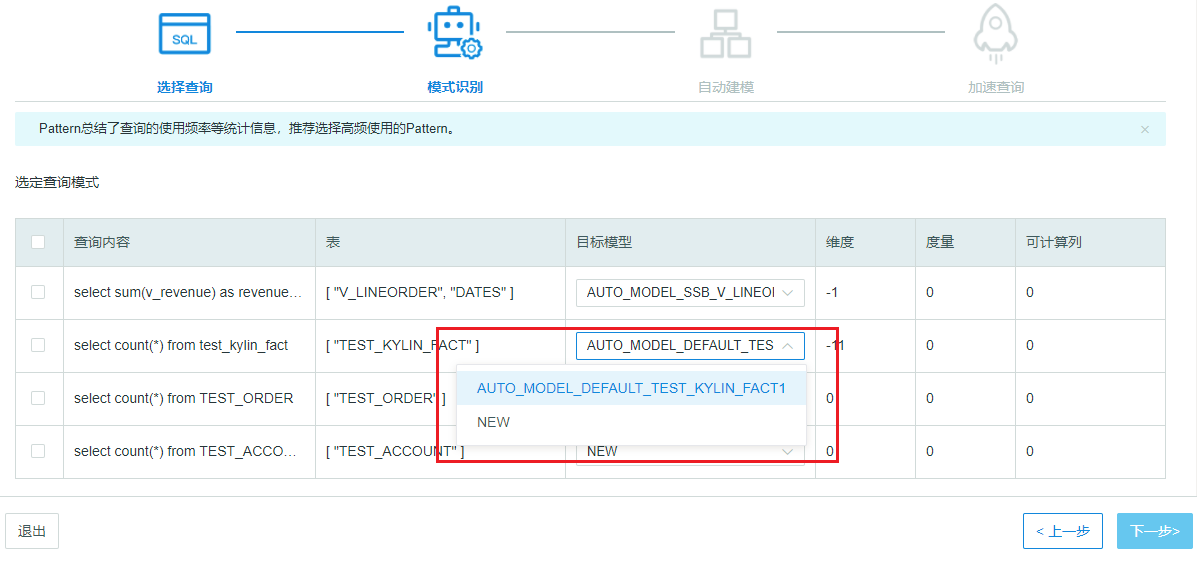 SQL
选择查询
模式识别
自动建模
加速查询
Pattern总结了查询的使用频率等统计信息，推荐选择高频使用的Pattern。
选定查询模式
查询内容 表 目标模型 维度 度量 可计算列
select sum(v_revenue) as revenue… [ "V_LINEORDER", "DATES" ] AUTO_MODEL_SSB_V_LINEO -1 0 0
select count(*) from test_kylin_fact [ "TEST_KYLIN_FACT" ] AUTO_MODEL_DEFAULT_TES -11 0 0
AUTO_MODEL_DEFAULT_TEST_KYLIN_FACT1
NEW
select count(*) from TEST_ORDER [ "TEST_ORDER" ] 0 0 0
select count(*) from TEST_ACCO… [ "TEST_ACCOUNT" ] NEW 0 0 0
退出
< 上一步
下一步>